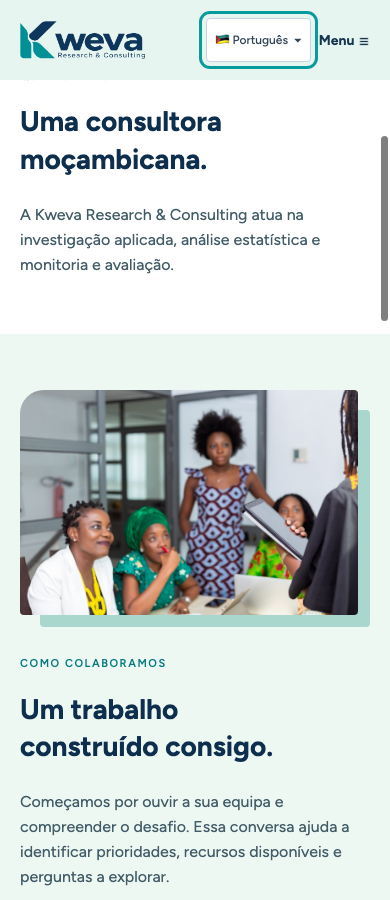 Kweva
Research & Consulting
Português
Menu
Uma consultora
moçambicana.
A Kweva Research & Consulting atua na
investigação aplicada, análise estatística e
monitoria e avaliação.
COMO COLABORAMOS
Um trabalho
construído consigo.
Começamos por ouvir a sua equipa e
compreender o desafio. Essa conversa ajuda a
identificar prioridades, recursos disponíveis e
perguntas a explorar.